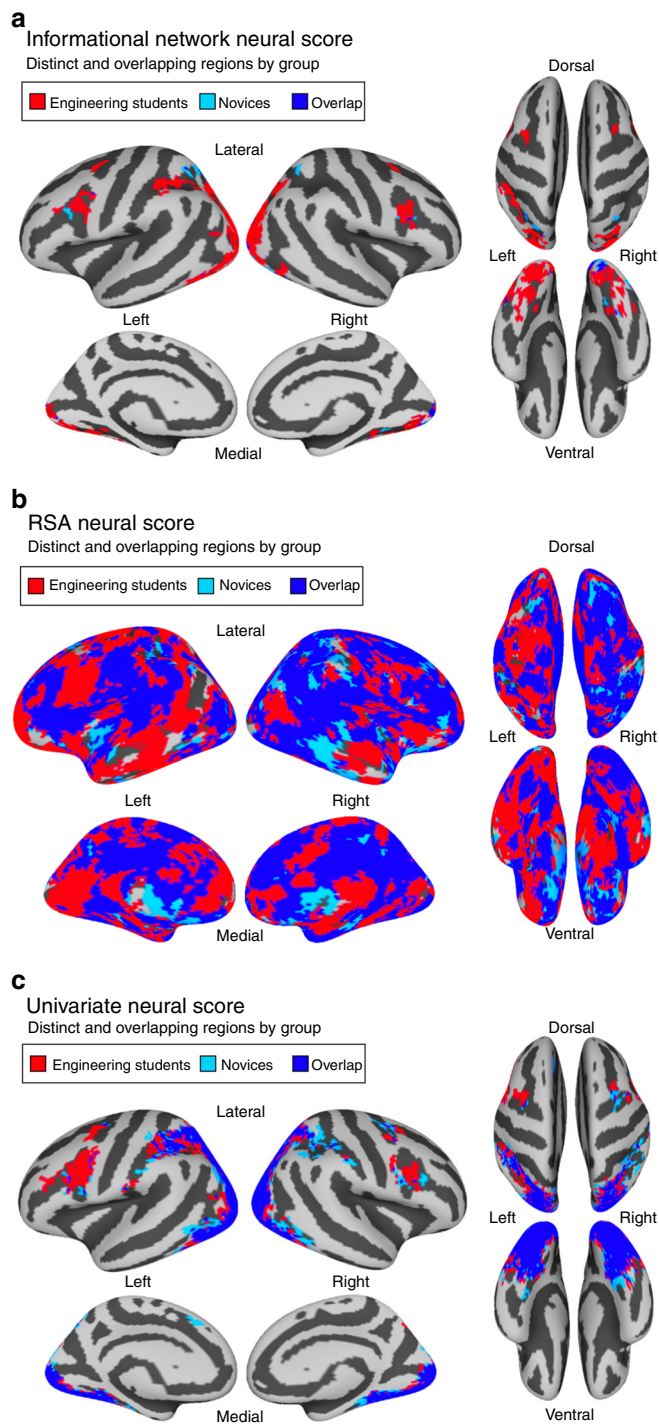 a
Informational network neural score
Distinct and overlapping regions by group
Engineering students Novices Overlap
Lateral
Dorsal
Left Right
Left Right
Medial
Ventral
b
RSA neural score
Distinct and overlapping regions by group
Engineering students Novices Overlap
Lateral
Dorsal
Left Right
Left Right
Medial
Ventral
c
Univariate neural score
Distinct and overlapping regions by group
Engineering students Novices Overlap
Lateral
Dorsal
Left Right
Left Right
Medial
Ventral